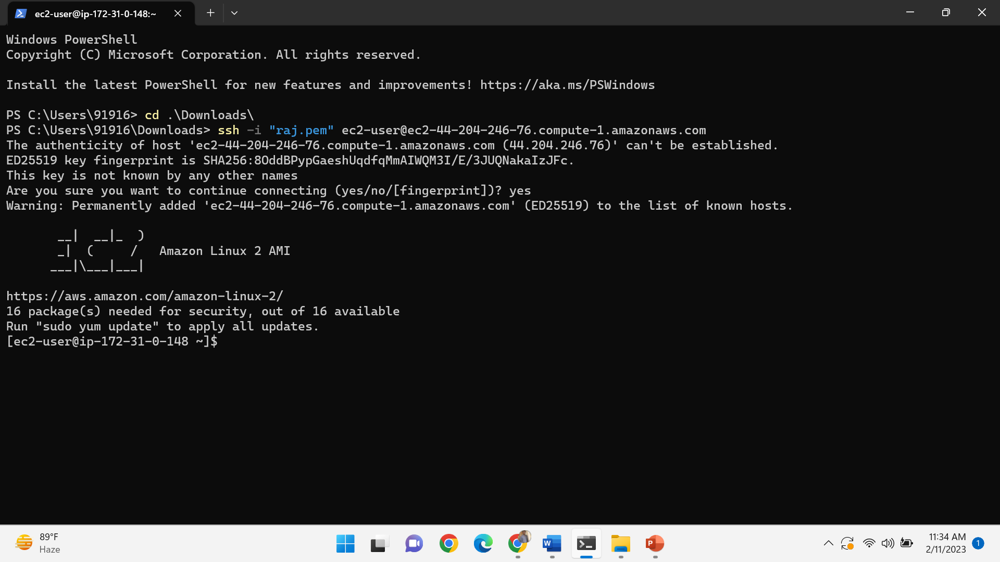 ec2-user@ip-172-31-0-148:~
Windows PowerShell
Copyright (C) Microsoft Corporation. All rights reserved.
Install the latest PowerShell for new features and improvements! https://aka.ms/PSWindows
PS C:\Users\91916> cd .\Downloads\
PS C:\Users\91916\Downloads> ssh -i "raj.pem" ec2-user@ec2-44-204-246-76.compute-1.amazonaws.com
The authenticity of host 'ec2-44-204-246-76.compute-1.amazonaws.com (44.204.246.76)' can't be established.
ED25519 key fingerprint is SHA256:8OddBPypGaeshUqdfqMmAIWQM3I/E/3JUQNakaIzJFc.
This key is not known by any other names
Are you sure you want to continue connecting (yes/no/[fingerprint])? yes
Warning: Permanently added 'ec2-44-204-246-76.compute-1.amazonaws.com' (ED25519) to the list of known hosts.
       __|  __|_  )
       _|  (     /   Amazon Linux 2 AMI
      ___|\___|___|
https://aws.amazon.com/amazon-linux-2/
16 package(s) needed for security, out of 16 available
Run "sudo yum update" to apply all updates.
[ec2-user@ip-172-31-0-148 ~]$
89°F
Haze
W
P
11:34 AM
2/11/2023
1